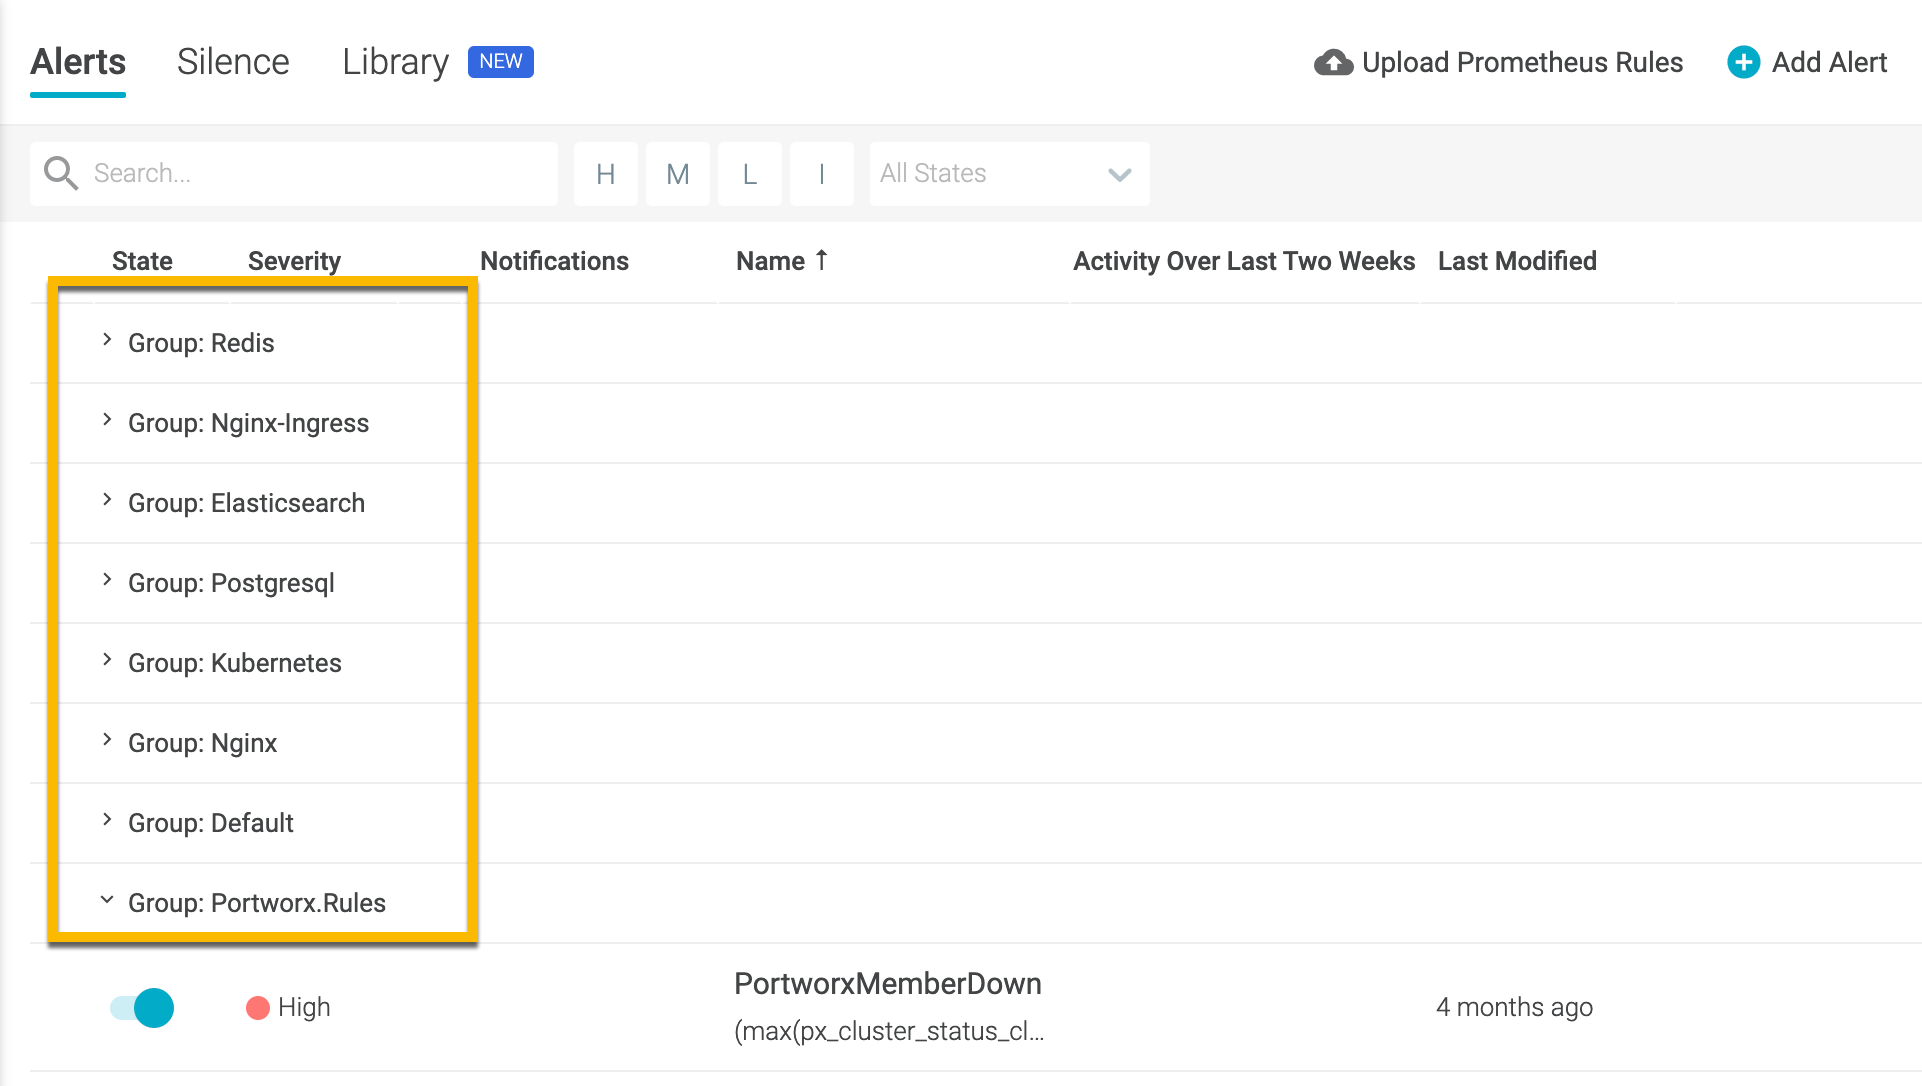 Alerts Silence Library NEW Upload Prometheus Rules Add Alert
Search... H M L I All States
State Severity Notifications Name ↑ Activity Over Last Two Weeks Last Modified
Group: Redis
Group: Nginx-Ingress
Group: Elasticsearch
Group: Postgresql
Group: Kubernetes
Group: Nginx
Group: Default
Group: Portworx.Rules
High PortworxMemberDown 4 months ago
(max(px_cluster_status_cl...